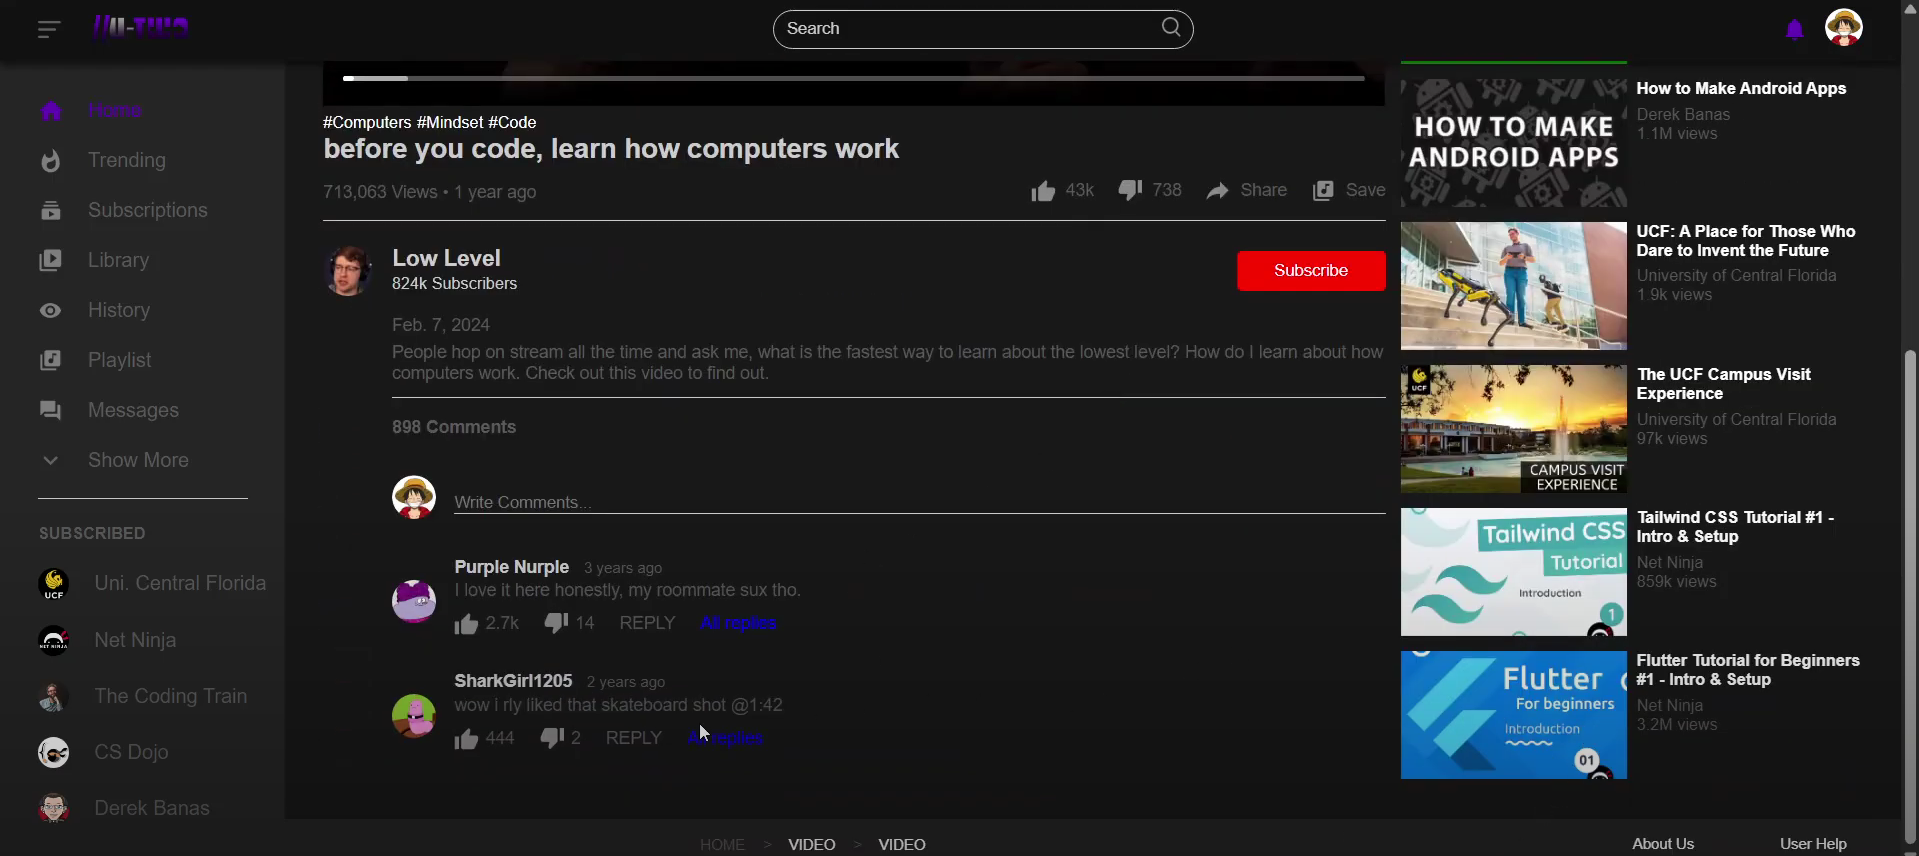 //U-TWO
Search
Home
Trending
Subscriptions
Library
History
Playlist
Messages
Show More
SUBSCRIBED
Uni. Central Florida
Net Ninja
The Coding Train
CS Dojo
Derek Banas
#Computers #Mindset #Code
before you code, learn how computers work
713,063 Views • 1 year ago
43k
738
Share
Save
Low Level
824k Subscribers
Subscribe
Feb. 7, 2024
People hop on stream all the time and ask me, what is the fastest way to learn about the lowest level? How do I learn about how
computers work. Check out this video to find out.
898 Comments
Write Comments...
Purple Nurple 3 years ago
I love it here honestly, my roommate sux tho.
2.7k 14 REPLY All replies
SharkGirl1205 2 years ago
wow i rly liked that skateboard shot @1:42
444 2 REPLY All replies
HOW TO MAKE
ANDROID APPS
How to Make Android Apps
Derek Banas
1.1M views
UCF: A Place for Those Who
Dare to Invent the Future
University of Central Florida
1.9k views
UCF
CAMPUS VISIT
EXPERIENCE
The UCF Campus Visit
Experience
University of Central Florida
97k views
Tailwind CSS
Tutorial
Introduction
1
Tailwind CSS Tutorial #1 -
Intro & Setup
Net Ninja
859k views
Flutter
For beginners
Introduction
01
Flutter Tutorial for Beginners
#1 - Intro & Setup
Net Ninja
3.2M views
HOME > VIDEO > VIDEO
About Us
User Help
UCF
NET NINJA